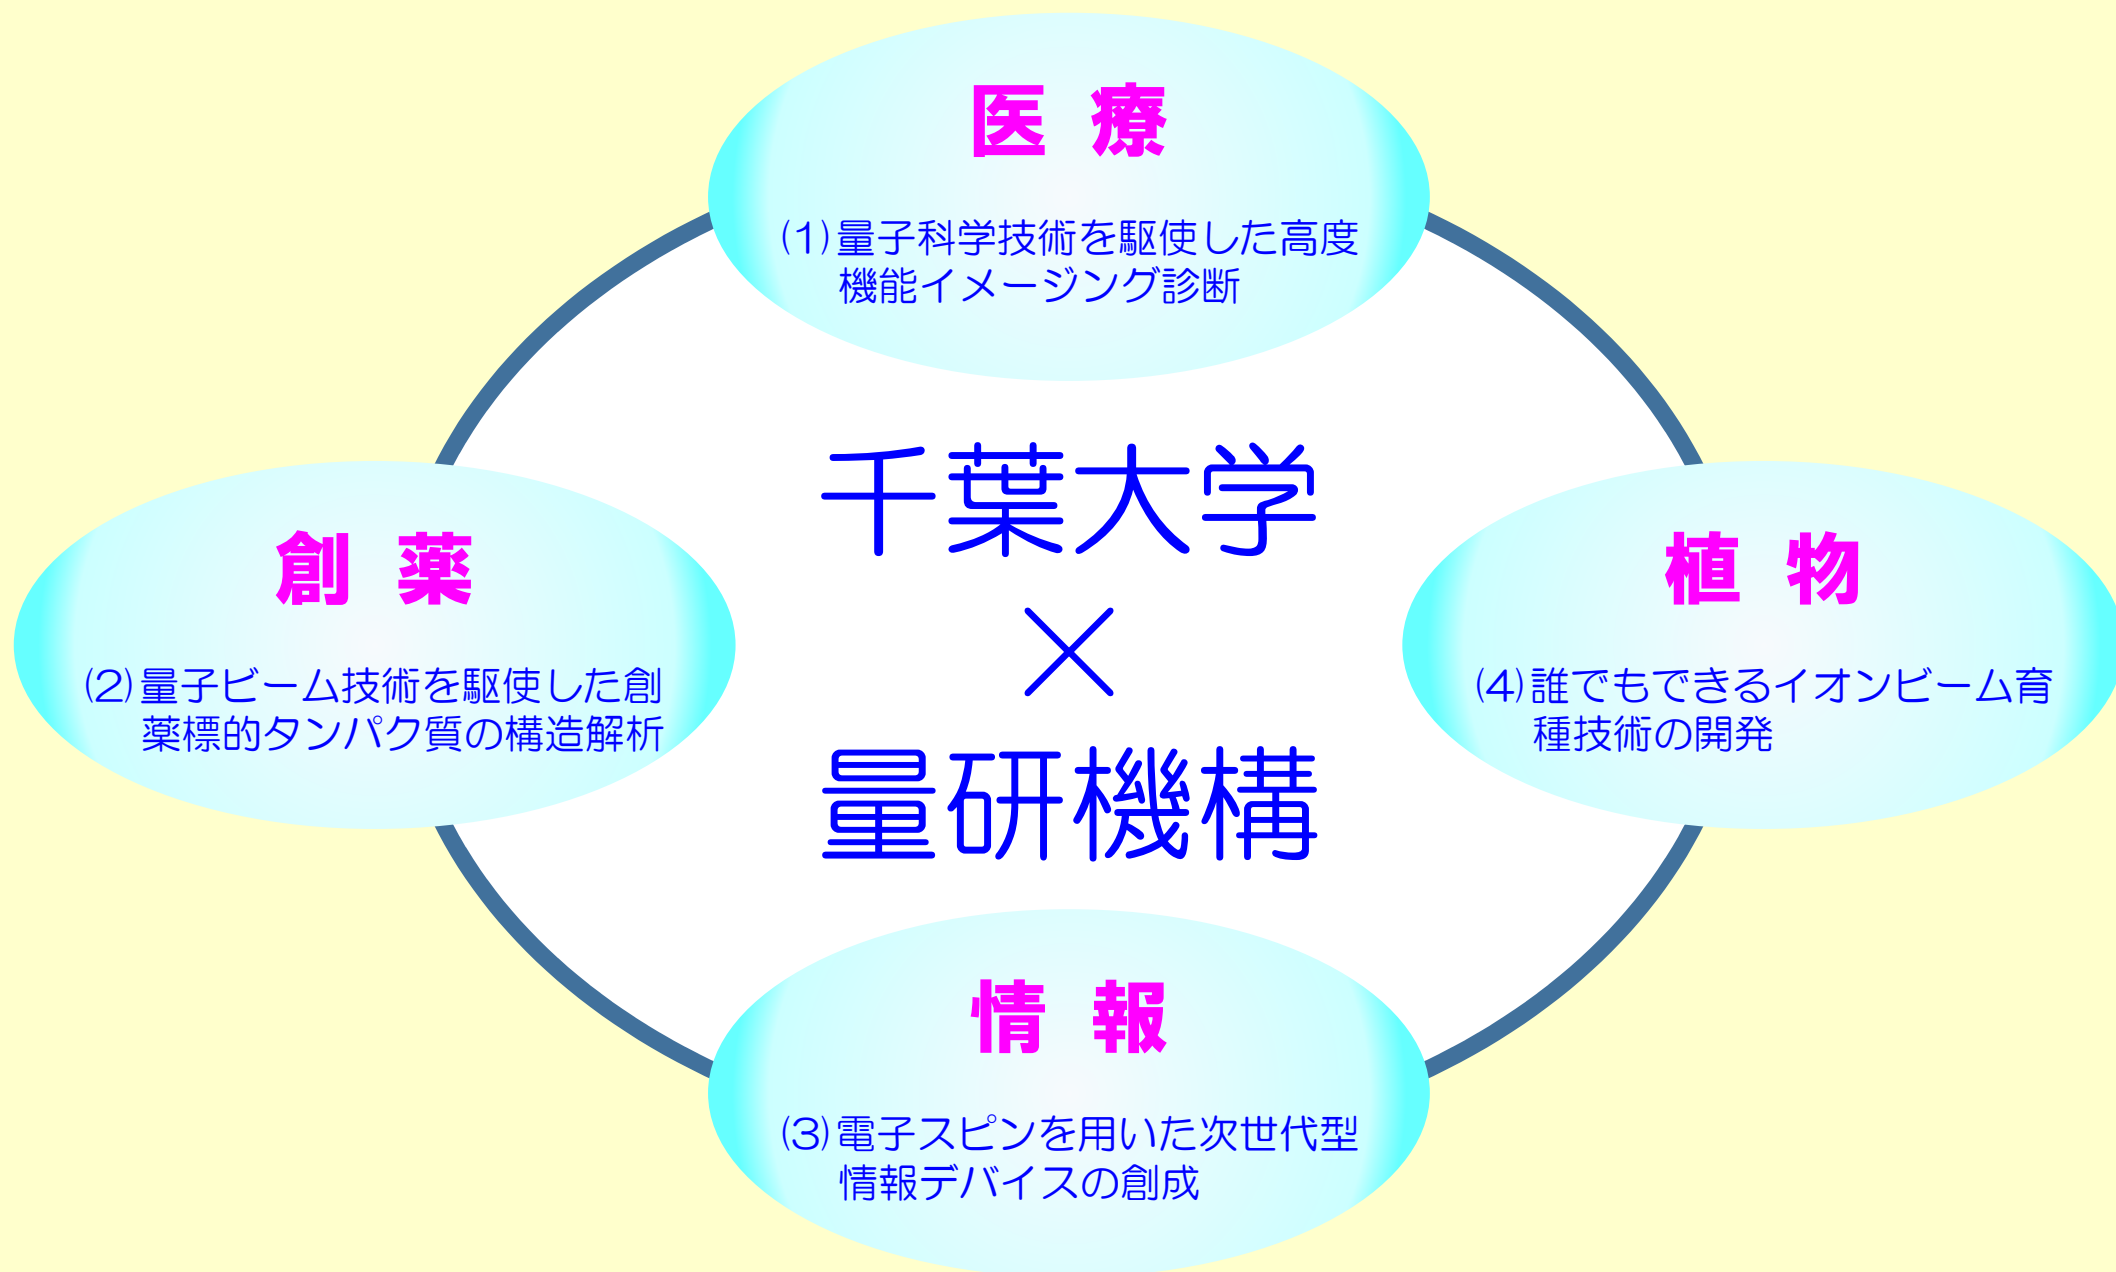 医 療
(1)量子科学技術を駆使した高度
機能イメージング診断
千葉大学
×
量研機構
創 薬
(2)量子ビーム技術を駆使した創
薬標的タンパク質の構造解析
植 物
(4)誰でもできるイオンビーム育
種技術の開発
情 報
(3)電子スピンを用いた次世代型
情報デバイスの創成